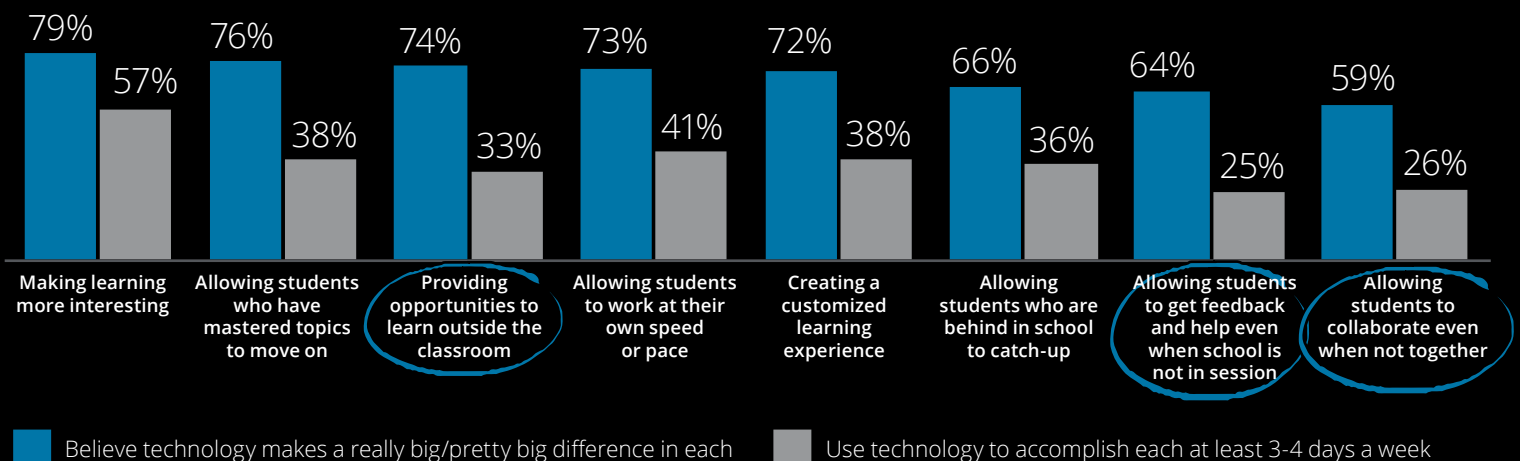 79%
57%
76%
38%
74%
33%
73%
41%
72%
38%
66%
36%
64%
25%
59%
26%
Making learning
more interesting
Allowing students
who have
mastered topics
to move on
Providing
opportunities to
learn outside the
classroom
Allowing students
to work at their
own speed
or pace
Creating a
customized
learning
experience
Allowing
students who are
behind in school
to catch-up
Allowing students
to get feedback
and help even
when school is
not in session
Allowing
students to
collaborate even
when not together
Believe technology makes a really big/pretty big difference in each
Use technology to accomplish each at least 3-4 days a week